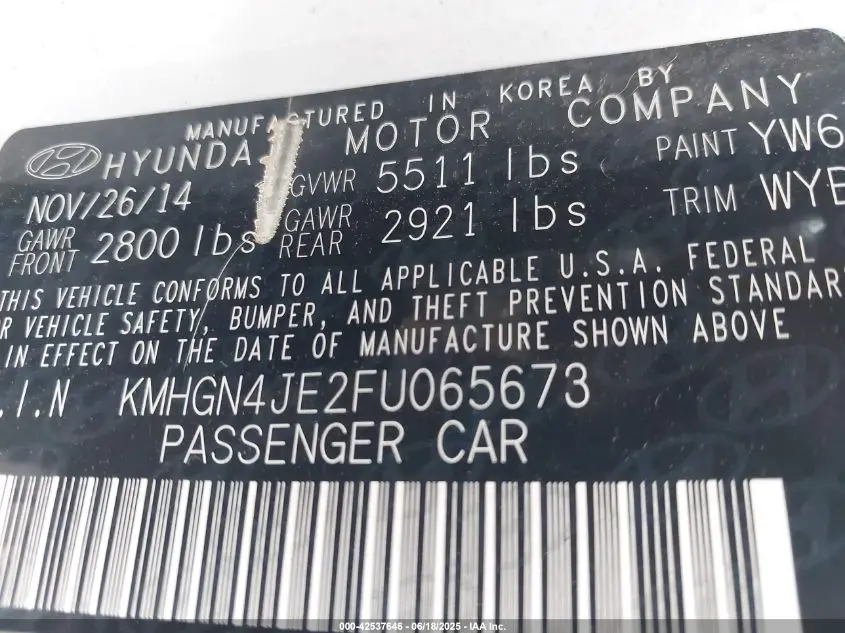 MANUFACTURED IN KOREA BY
HYUNDAI MOTOR COMPANY
NOV/26/14 GVWR 5511 lbs PAINT YW6
GAWR FRONT 2800 lbs GAWR REAR 2921 lbs TRIM WYB
THIS VEHICLE CONFORMS TO ALL APPLICABLE U.S.A. FEDERAL
OR VEHICLE SAFETY, BUMPER, AND THEFT PREVENTION STANDAR
IN EFFECT ON THE DATE OF MANUFACTURE SHOWN ABOVE
.I.N KMHGN4JE2FU065673
PASSENGER CAR
000-42537646 - 06/18/2025 - IAA Inc.